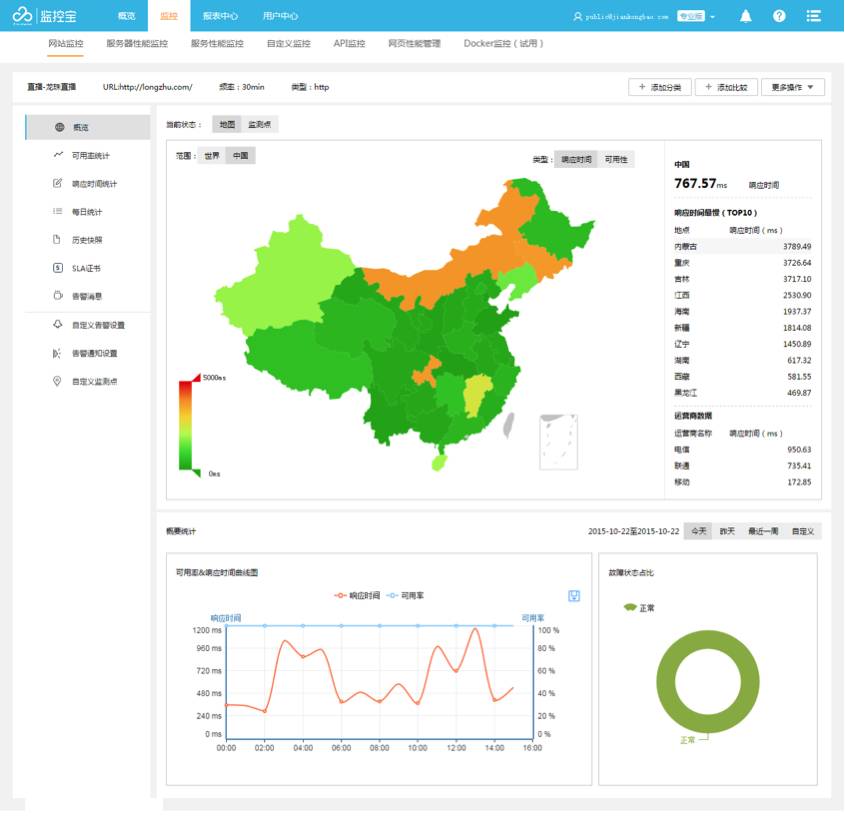 监控宝 概览 监控 报表中心 用户中心 public@jiankongbao.com 专业版
网站监控 服务器性能监控 服务性能监控 自定义监控 API监控 网页性能管理 Docker监控（试用）
直播-龙珠直播 URL:http://longzhu.com/ 频率：30min 类型：http + 添加分类 + 添加比较 更多操作
概览
可用率统计
响应时间统计
每日统计
历史快照
SLA证书
告警消息
自定义告警设置
告警通知设置
自定义监测点
当前状态： 地图 监测点
范围： 世界 中国 类型： 响应时间 可用性
5000ms
0ms
中国
767.57ms 响应时间
响应时间最慢（TOP10）
地点 响应时间（ms）
内蒙古 3789.49
重庆 3726.64
吉林 3717.10
江西 2530.90
海南 1937.37
新疆 1814.08
辽宁 1450.89
湖南 617.32
西藏 581.55
黑龙江 469.87
运营商数据
运营商名称 响应时间（ms）
电信 950.63
联通 735.41
移动 172.85
概要统计 2015-10-22至2015-10-22 今天 昨天 最近一周 自定义
可用率&响应时间曲线图
响应时间 可用率
响应时间 可用率
1200 ms 100 %
960 ms 80 %
720 ms 60 %
480 ms 40 %
240 ms 20 %
0 ms 0 %
00:00 02:00 04:00 06:00 08:00 10:00 12:00 14:00 16:00
故障状态占比
正常
正常